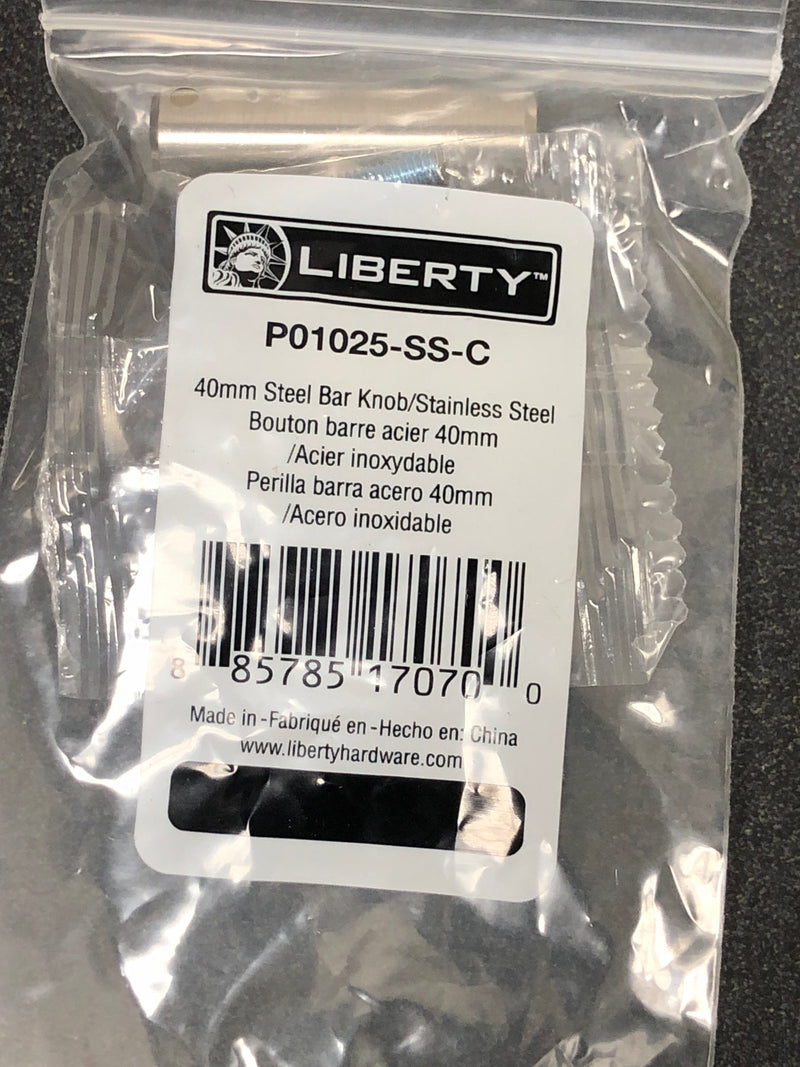 LIBERTY™
P01025-SS-C
40mm Steel Bar Knob/Stainless Steel
Bouton barre acier 40mm
/Acier inoxydable
Perilla barra acero 40mm
/Acero inoxidable
8 85785 17070 0
Made in -Fabriqué en -Hecho en: China
www.libertyhardware.com